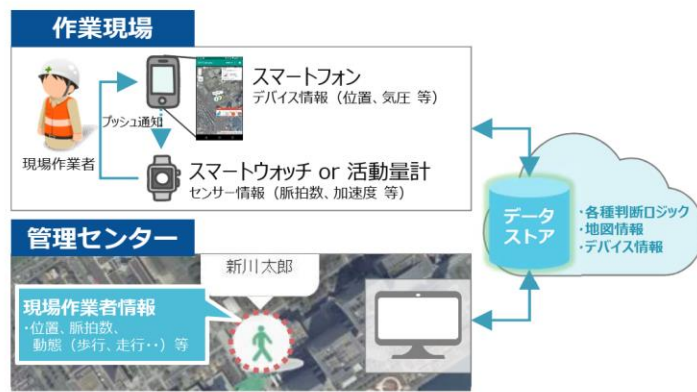 作業現場
スマートフォン
デバイス情報（位置、気圧 等）
プッシュ通知
現場作業者
スマートウォッチ or 活動量計
センサー情報（脈拍数、加速度 等）
データ
ストア
・各種判断ロジック
・地図情報
・デバイス情報
管理センター
新川太郎
現場作業者情報
・位置、脈拍数、
動態（歩行、走行・・）等